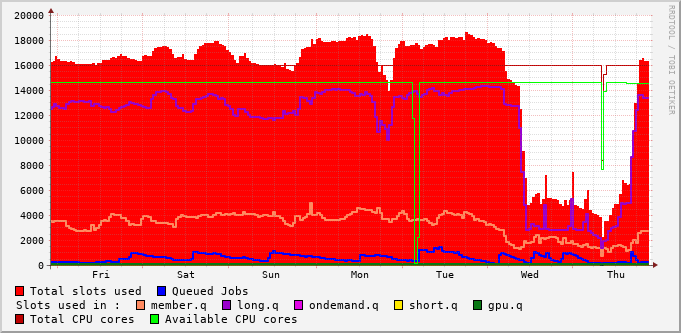 20000
18000
16000
14000
12000
10000
8000
6000
4000
2000
0
Fri Sat Sun Mon Tue Wed Thu
RRDTOOL / TOBI OETIKER
Total slots used Queued Jobs
Slots used in : member.q long.q ondemand.q short.q gpu.q
Total CPU cores Available CPU cores